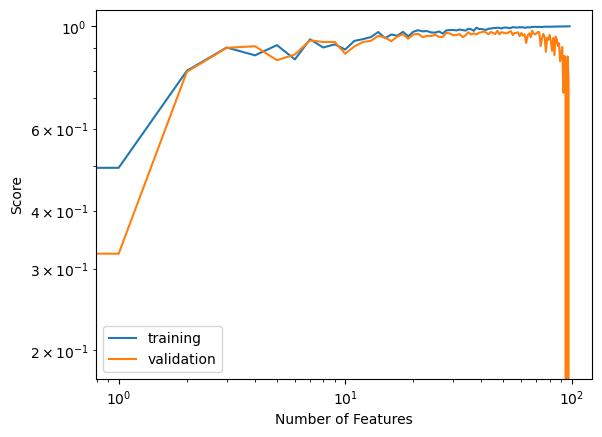 10⁰
6 × 10⁻¹
4 × 10⁻¹
3 × 10⁻¹
2 × 10⁻¹
Score
training
validation
10⁰ 10¹ 10²
Number of Features